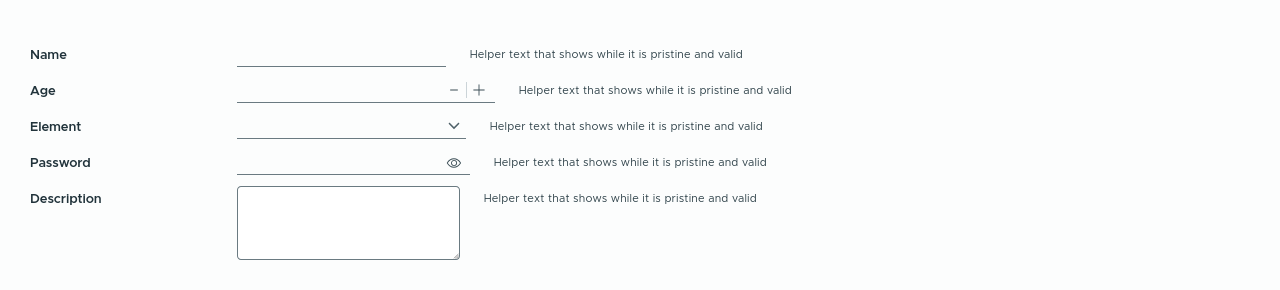 Name Helper text that shows while it is pristine and valid
Age Helper text that shows while it is pristine and valid
Element Helper text that shows while it is pristine and valid
Password Helper text that shows while it is pristine and valid
Description Helper text that shows while it is pristine and valid